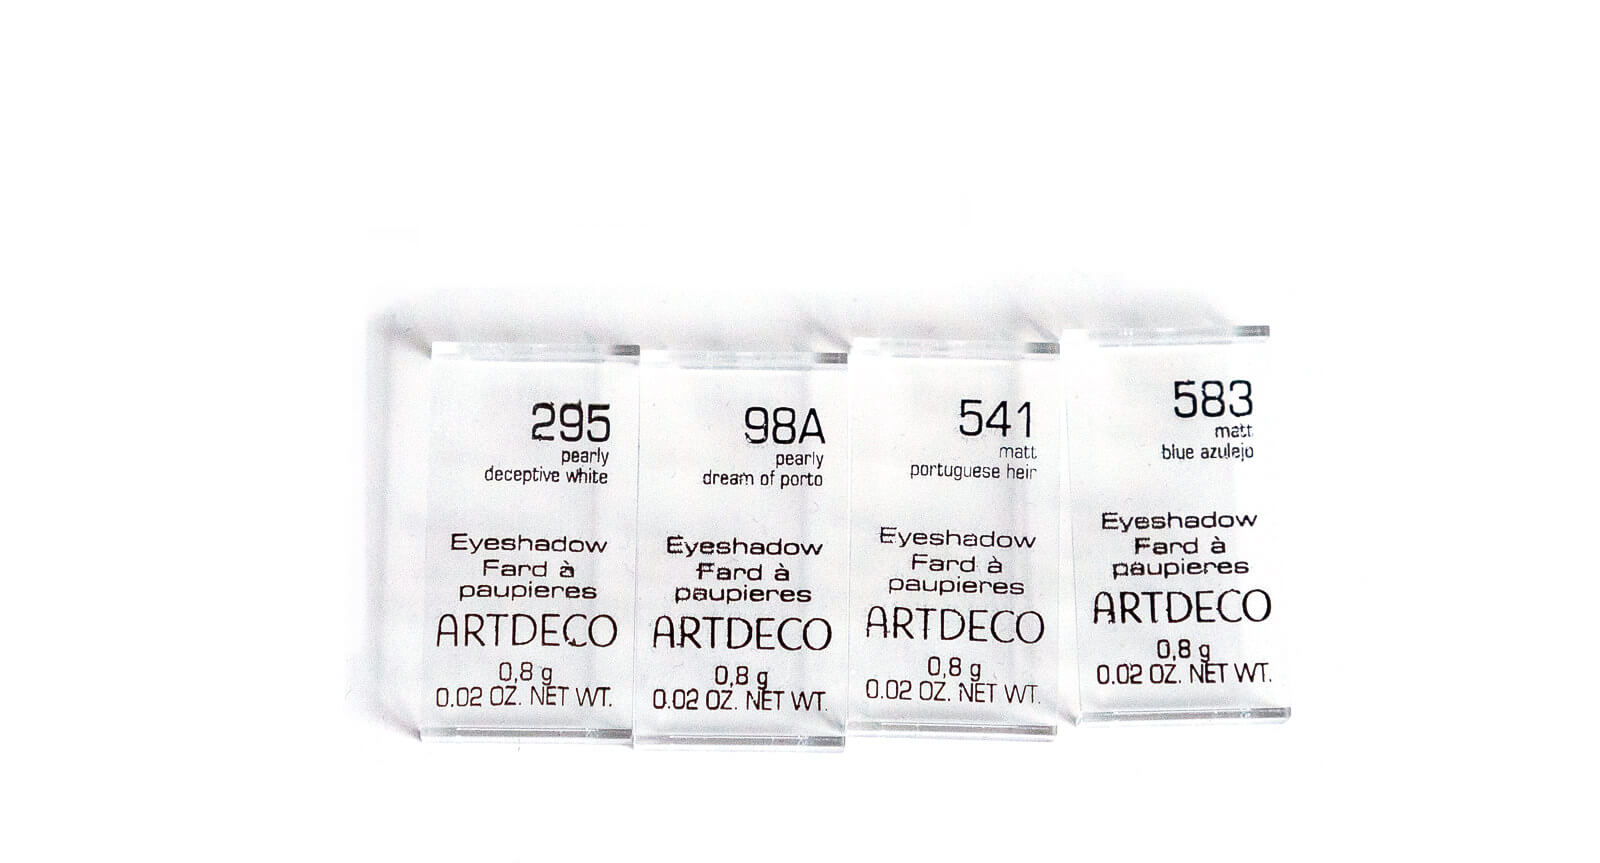 295
pearly
deceptive white
Eyeshadow
Fard à
paupieres
ARTDECO
0,8 g
0.02 OZ. NET WT.
98A
pearly
dream of porto
Eyeshadow
Fard à
paupieres
ARTDECO
0,8 g
0.02 OZ. NET WT.
541
matt
portuguese heir
Eyeshadow
Fard à
paupieres
ARTDECO
0,8 g
0.02 OZ. NET WT.
583
matt
blue azulejo
Eyeshadow
Fard à
paupieres
ARTDECO
0,8 g
0.02 OZ. NET WT.